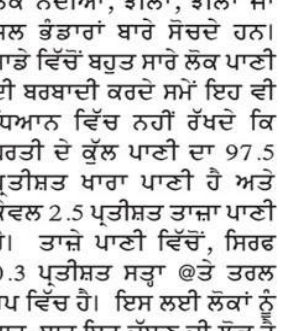 ਨਦੀਆਂ, ਝੀਲਾਂ, ਝੀਲਾਂ ਜਾਂ
ਜਲ ਭੰਡਾਰਾਂ ਬਾਰੇ ਸੋਚਦੇ ਹਨ।
ਸਾਡੇ ਵਿੱਚੋਂ ਬਹੁਤ ਸਾਰੇ ਲੋਕ ਪਾਣੀ
ਦੀ ਬਰਬਾਦੀ ਕਰਦੇ ਸਮੇਂ ਇਹ ਵੀ
ਧਿਆਨ ਵਿੱਚ ਨਹੀਂ ਰੱਖਦੇ ਕਿ
ਧਰਤੀ ਦੇ ਕੁੱਲ ਪਾਣੀ ਦਾ 97.5
ਪ੍ਰਤੀਸ਼ਤ ਖਾਰਾ ਪਾਣੀ ਹੈ ਅਤੇ
ਕੇਵਲ 2.5 ਪ੍ਰਤੀਸ਼ਤ ਤਾਜ਼ਾ ਪਾਣੀ
ਹੈ। ਤਾਜ਼ੇ ਪਾਣੀ ਵਿੱਚੋਂ, ਸਿਰਫ
0.3 ਪ੍ਰਤੀਸ਼ਤ ਸਤ੍ਹਾ @ਤੇ ਤਰਲ
ਰੂਪ ਵਿੱਚ ਹੈ। ਇਸ ਲਈ ਲੋਕਾਂ ਨੂੰ